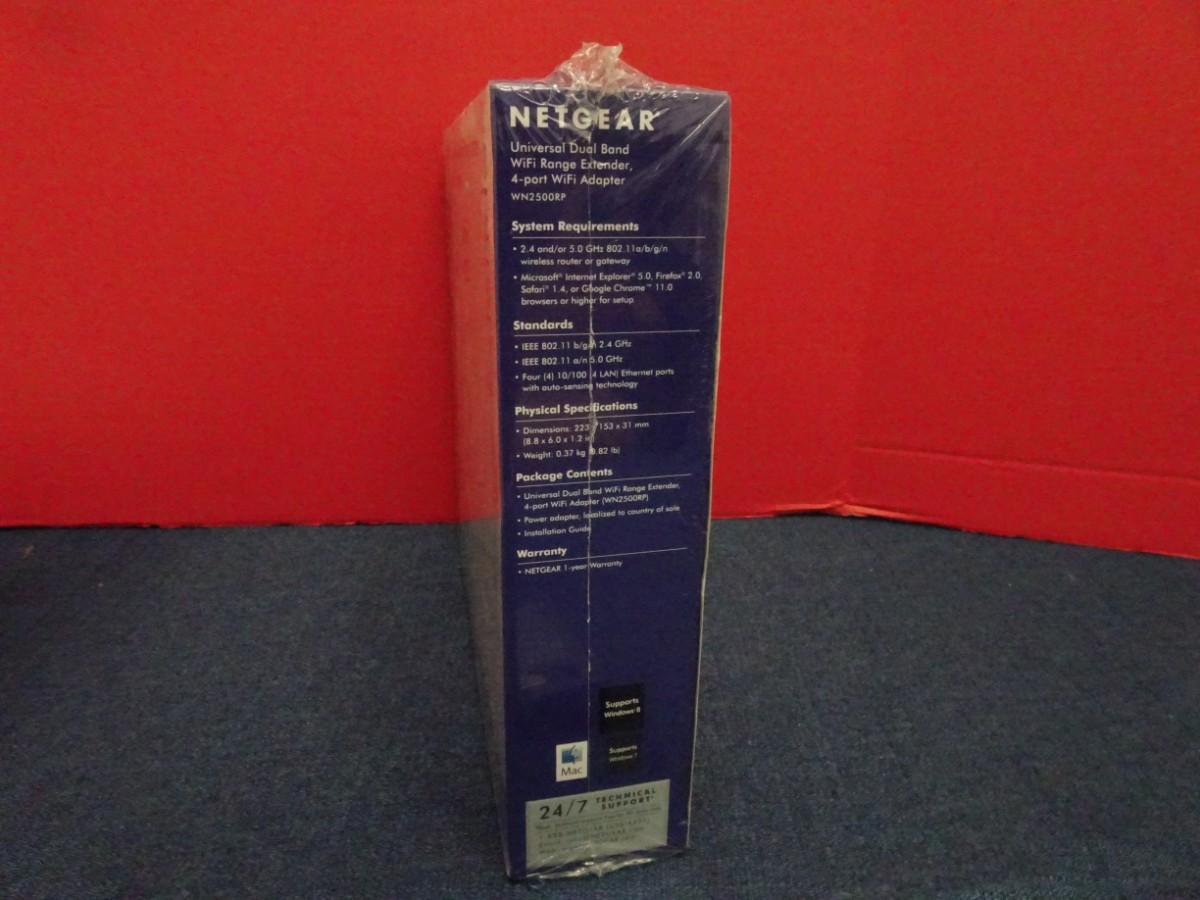 NETGEAR®
Universal Dual Band
WiFi Range Extender,
4-port WiFi Adapter
WN2500RP
System Requirements
• 2.4 and/or 5.0 GHz 802.11a/b/g/n
wireless router or gateway
• Microsoft® Internet Explorer® 5.0, Firefox® 2.0,
Safari® 1.4, or Google Chrome™ 11.0
browsers or higher for setup
Standards
• IEEE 802.11 b/g/n 2.4 GHz
• IEEE 802.11 a/n 5.0 GHz
• Four (4) 10/100 (4 LAN) Ethernet ports
with auto-sensing technology
Physical Specifications
• Dimensions: 223 x 153 x 31 mm
(8.8 x 6.0 x 1.2 in)
• Weight: 0.37 kg (0.82 lb)
Package Contents
• Universal Dual Band WiFi Range Extender,
4-port WiFi Adapter (WN2500RP)
• Power adapter, localized to country of sale
• Installation Guide
Warranty
• NETGEAR 1-year Warranty
Supports
Windows 8
Supports
Windows 7
Mac
24/7 TECHNICAL
SUPPORT*